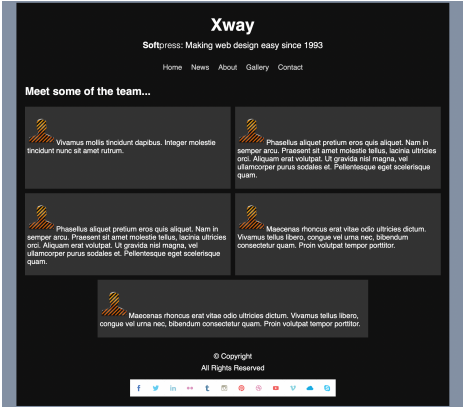 Xway
Softpress: Making web design easy since 1993
Home News About Gallery Contact
Meet some of the team...
Vivamus mollis tincidunt dapibus. Integer molestie
tincidunt nunc sit amet rutrum.
Phasellus aliquet pretium eros quis aliquet. Nam in
semper arcu. Praesent sit amet molestie tellus, lacinia ultricies
orci. Aliquam erat volutpat. Ut gravida nisl magna, vel
ullamcorper purus sodales et. Pellentesque eget scelerisque
quam.
Phasellus aliquet pretium eros quis aliquet. Nam in
semper arcu. Praesent sit amet molestie tellus, lacinia ultricies
orci. Aliquam erat volutpat. Ut gravida nisl magna, vel
ullamcorper purus sodales et. Pellentesque eget scelerisque
quam.
Maecenas rhoncus erat vitae odio ultricies dictum.
Vivamus tellus libero, congue vel urna nec, bibendum
consectetur quam. Proin volutpat tempor porttitor.
Maecenas rhoncus erat vitae odio ultricies dictum. Vivamus tellus libero,
congue vel urna nec, bibendum consectetur quam. Proin volutpat tempor porttitor.
© Copyright
All Rights Reserved